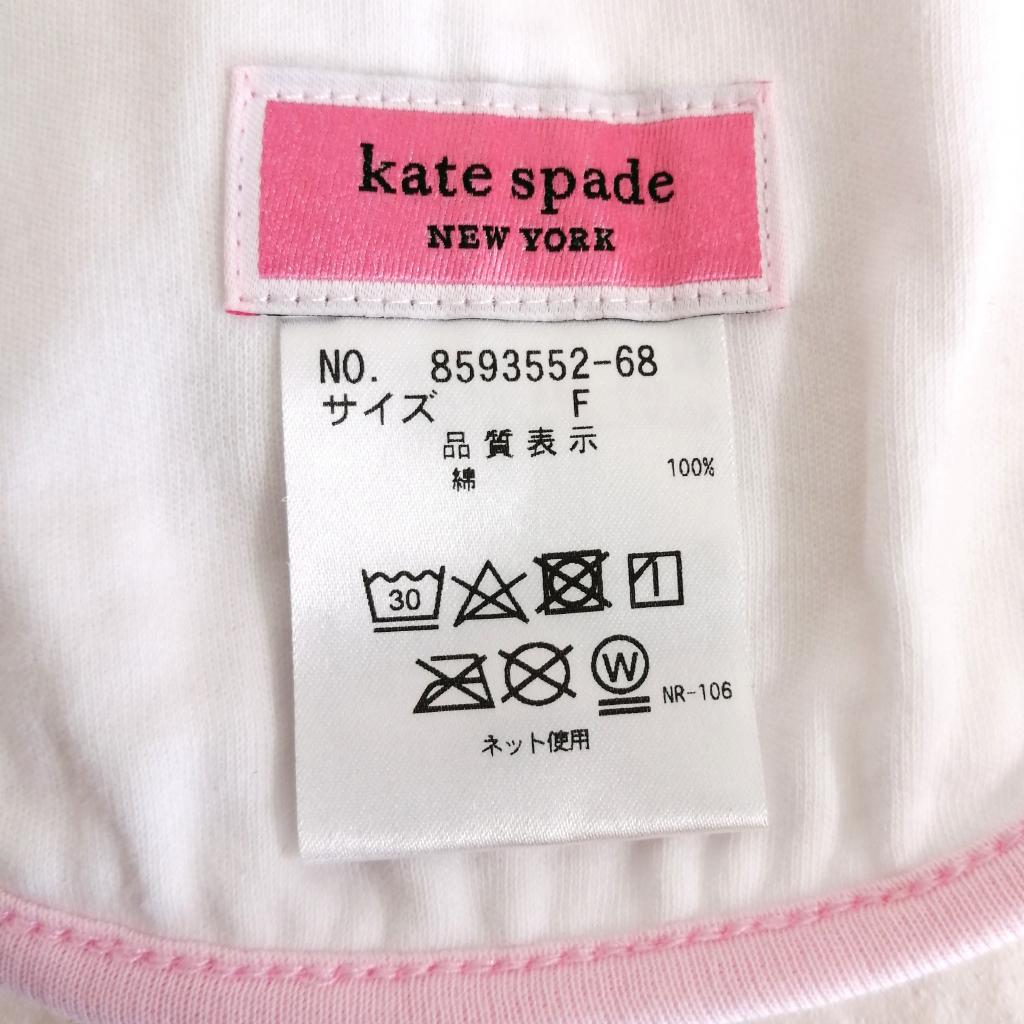 kate spade
NEW YORK
NO. 8593552-68
サイズ F
品質表示
綿 100%
30
W NR-106
ネット使用